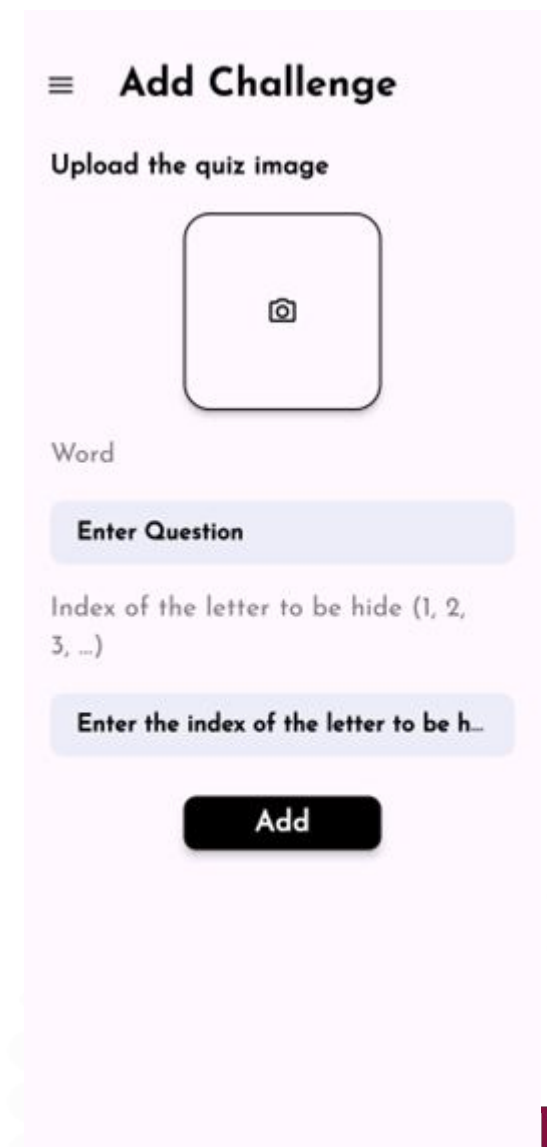 Add Challenge
Upload the quiz image
Word
Enter Question
Index of the letter to be hide (1, 2,
3, ...)
Enter the index of the letter to be h...
Add